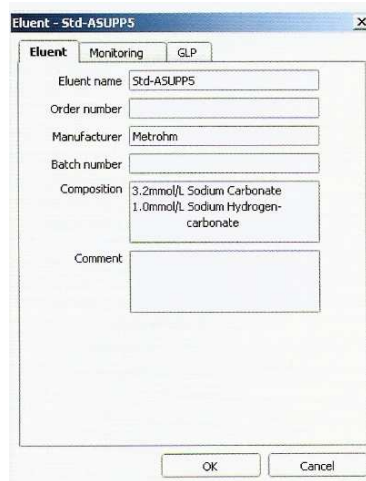 Eluent - Std-ASUPP5
Eluent Monitoring GLP
Eluent name Std-ASUPP5
Order number
Manufacturer Metrohm
Batch number
Composition 3.2mmol/L Sodium Carbonate
1.0mmol/L Sodium Hydrogen-
carbonate
Comment
OK Cancel